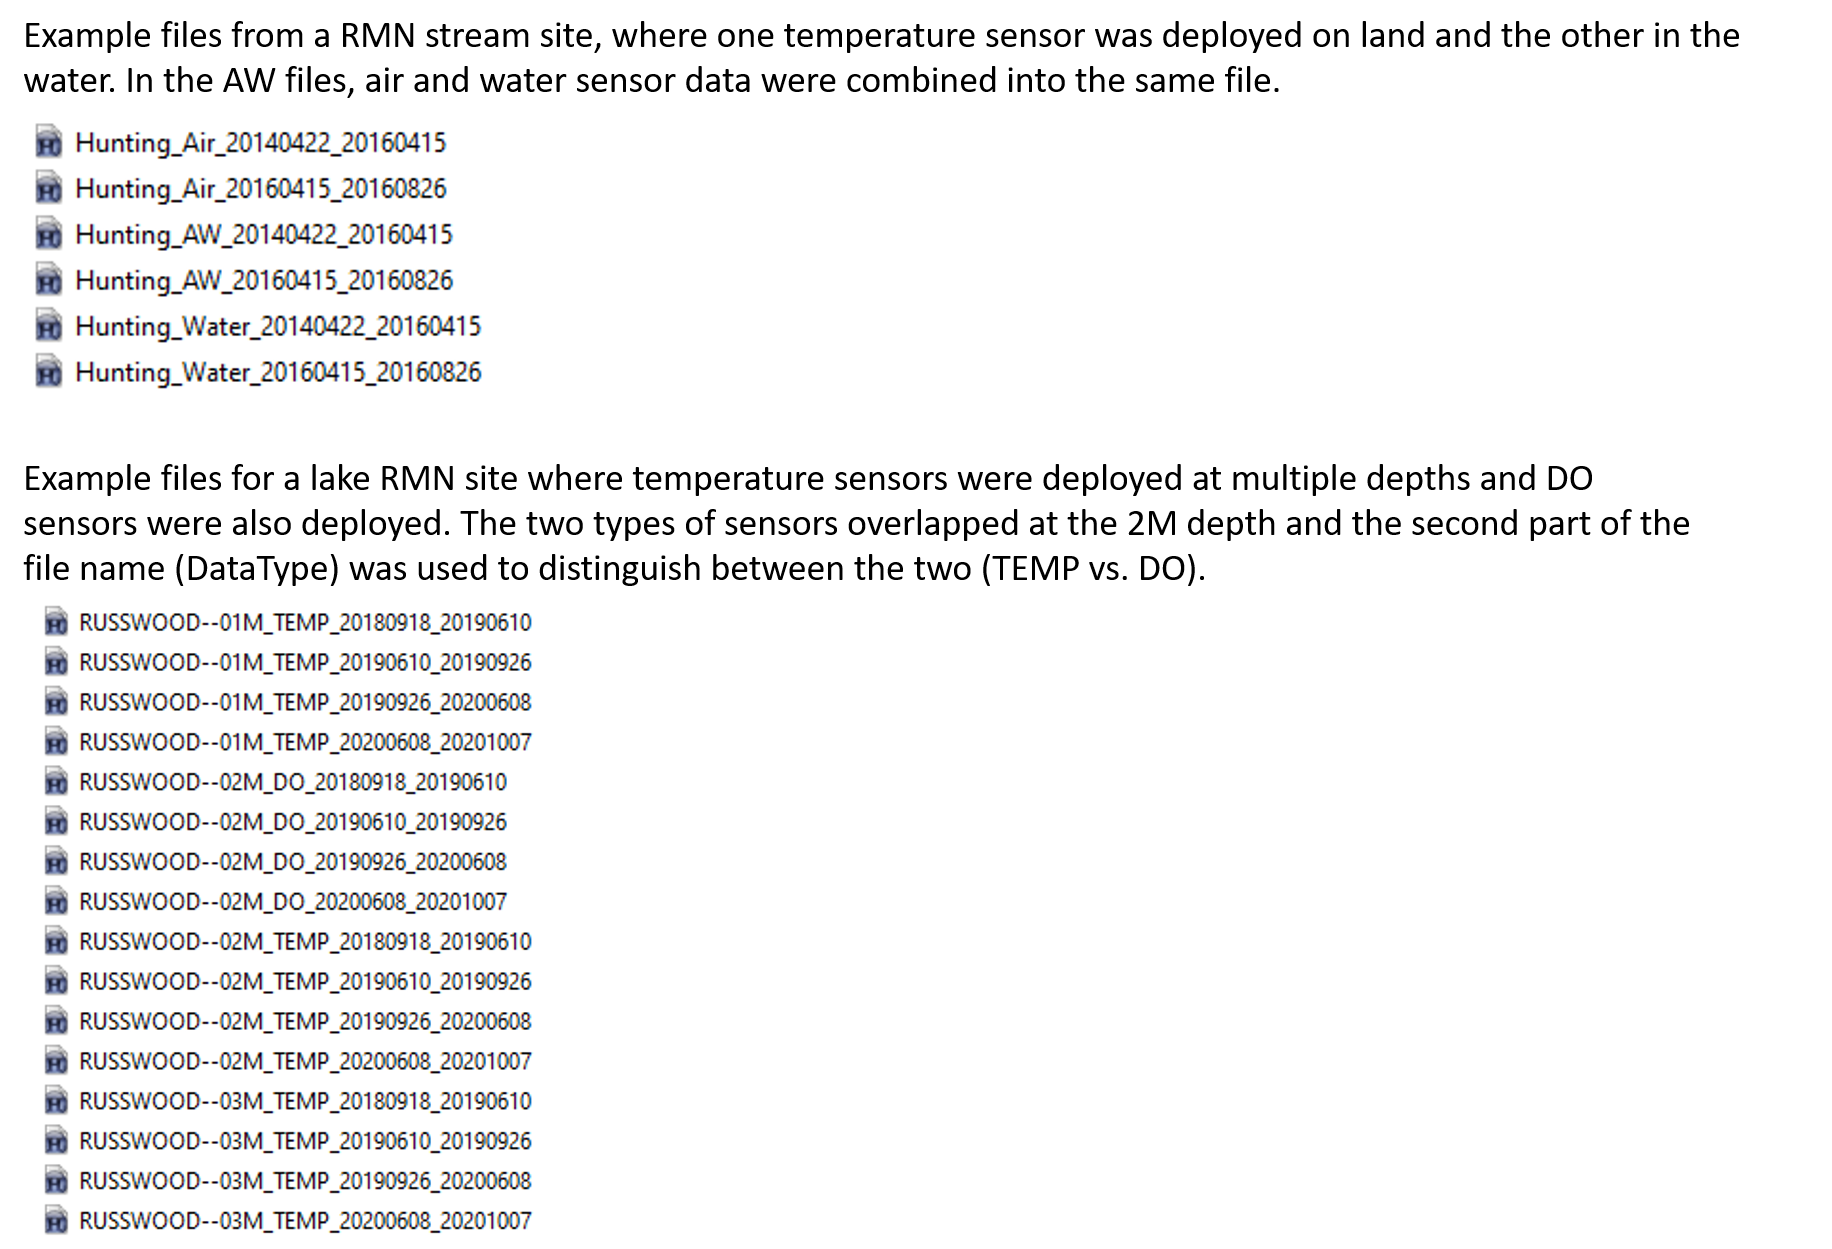 Example files from a RMN stream site, where one temperature sensor was deployed on land and the other in the
water. In the AW files, air and water sensor data were combined into the same file.
Hunting_Air_20140422_20160415
Hunting_Air_20160415_20160826
Hunting_AW_20140422_20160415
Hunting_AW_20160415_20160826
Hunting_Water_20140422_20160415
Hunting_Water_20160415_20160826
Example files for a lake RMN site where temperature sensors were deployed at multiple depths and DO
sensors were also deployed. The two types of sensors overlapped at the 2M depth and the second part of the
file name (DataType) was used to distinguish between the two (TEMP vs. DO).
RUSSWOOD--01M_TEMP_20180918_20190610
RUSSWOOD--01M_TEMP_20190610_20190926
RUSSWOOD--01M_TEMP_20190926_20200608
RUSSWOOD--01M_TEMP_20200608_20201007
RUSSWOOD--02M_DO_20180918_20190610
RUSSWOOD--02M_DO_20190610_20190926
RUSSWOOD--02M_DO_20190926_20200608
RUSSWOOD--02M_DO_20200608_20201007
RUSSWOOD--02M_TEMP_20180918_20190610
RUSSWOOD--02M_TEMP_20190610_20190926
RUSSWOOD--02M_TEMP_20190926_20200608
RUSSWOOD--02M_TEMP_20200608_20201007
RUSSWOOD--03M_TEMP_20180918_20190610
RUSSWOOD--03M_TEMP_20190610_20190926
RUSSWOOD--03M_TEMP_20190926_20200608
RUSSWOOD--03M_TEMP_20200608_20201007